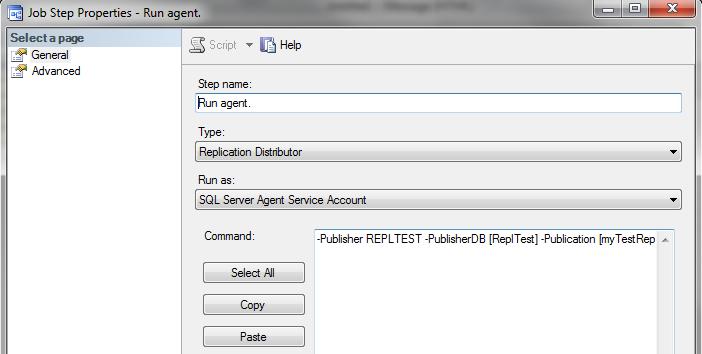 Job Step Properties - Run agent.
Select a page
General
Advanced
Script
Help
Step name:
Run agent.
Type:
Replication Distributor
Run as:
SQL Server Agent Service Account
Command:
-Publisher REPLTEST -PublisherDB [ReplTest] -Publication [myTestRep
Select All
Copy
Paste